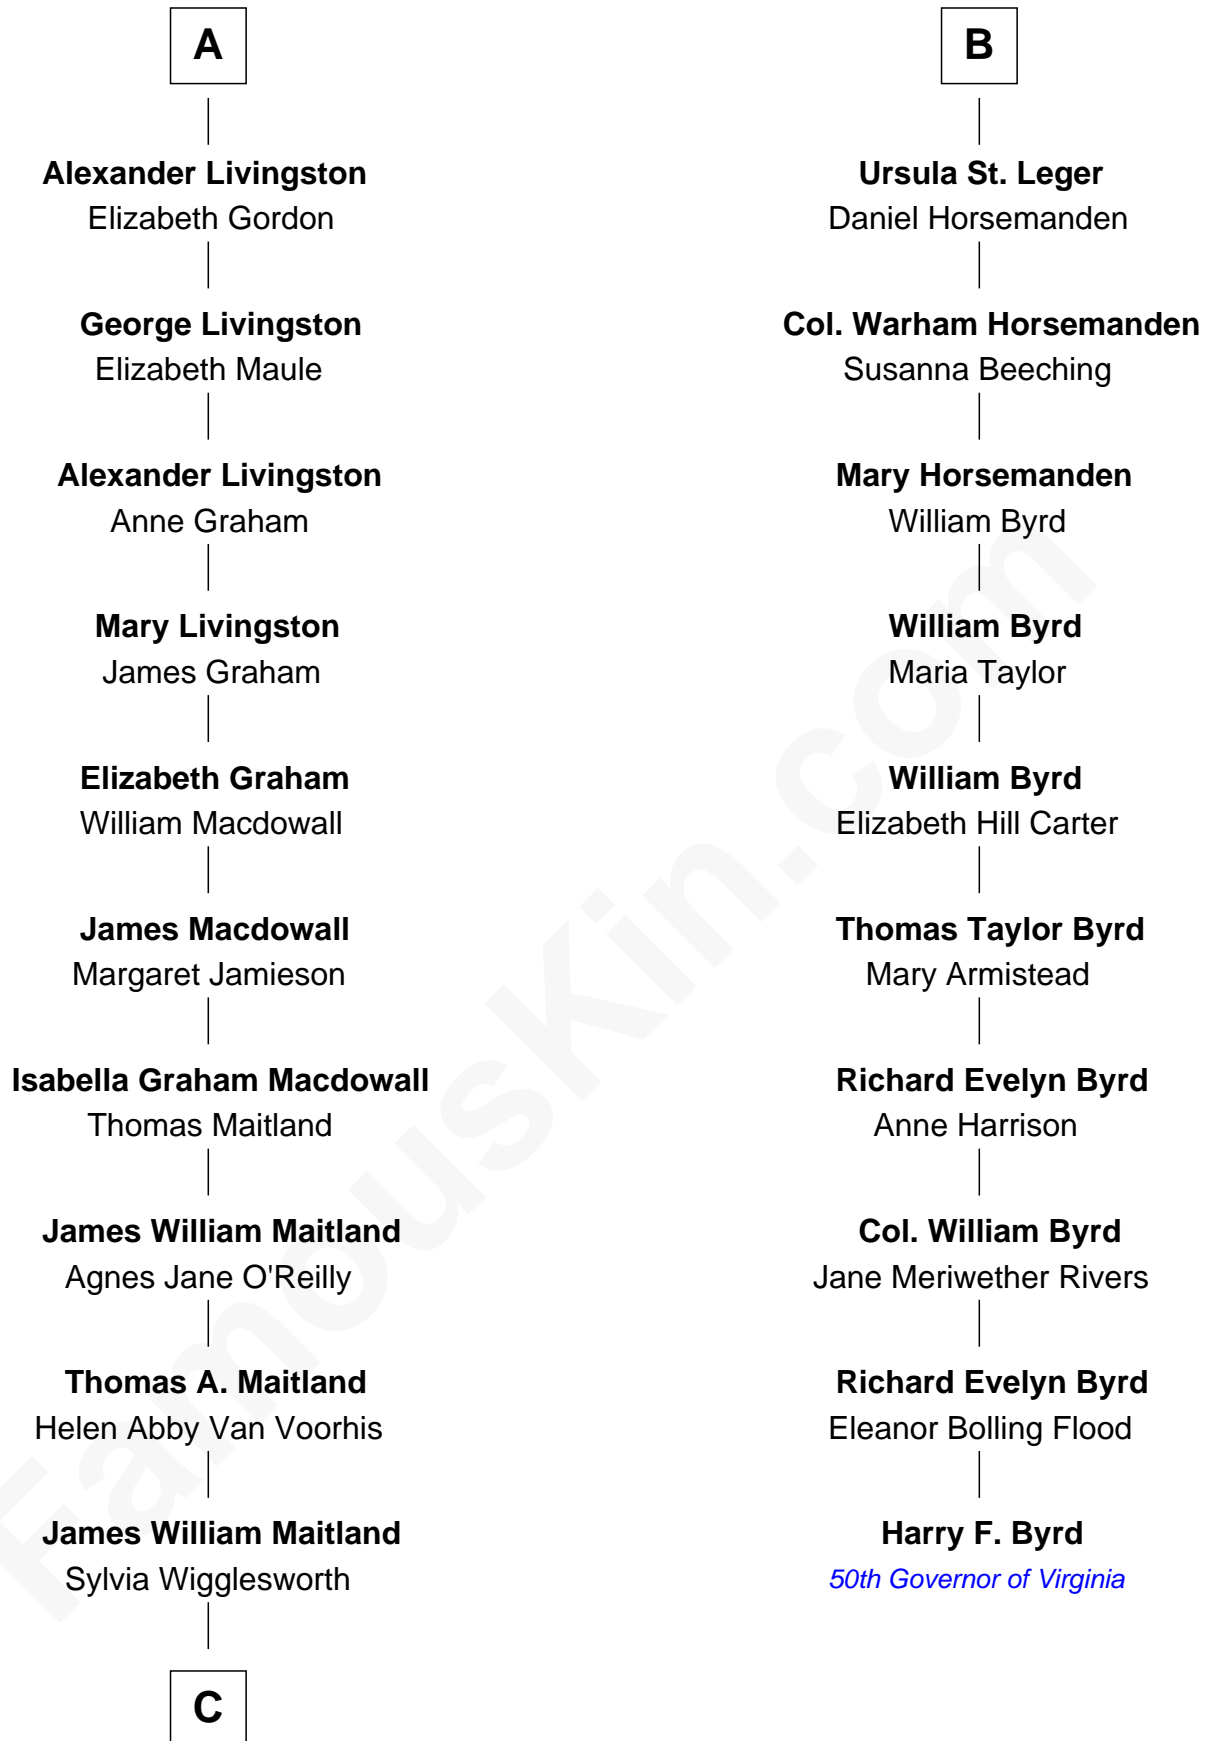 A
Alexander Livingston
Elizabeth Gordon
George Livingston
Elizabeth Maule
Alexander Livingston
Anne Graham
Mary Livingston
James Graham
Elizabeth Graham
William Macdowall
James Macdowall
Margaret Jamieson
Isabella Graham Macdowall
Thomas Maitland
James William Maitland
Agnes Jane O'Reilly
Thomas A. Maitland
Helen Abby Van Voorhis
James William Maitland
Sylvia Wigglesworth
C
B
Ursula St. Leger
Daniel Horsemanden
Col. Warham Horsemanden
Susanna Beeching
Mary Horsemanden
William Byrd
William Byrd
Maria Taylor
William Byrd
Elizabeth Hill Carter
Thomas Taylor Byrd
Mary Armistead
Richard Evelyn Byrd
Anne Harrison
Col. William Byrd
Jane Meriwether Rivers
Richard Evelyn Byrd
Eleanor Bolling Flood
Harry F. Byrd
50th Governor of Virginia
FamousKin.com